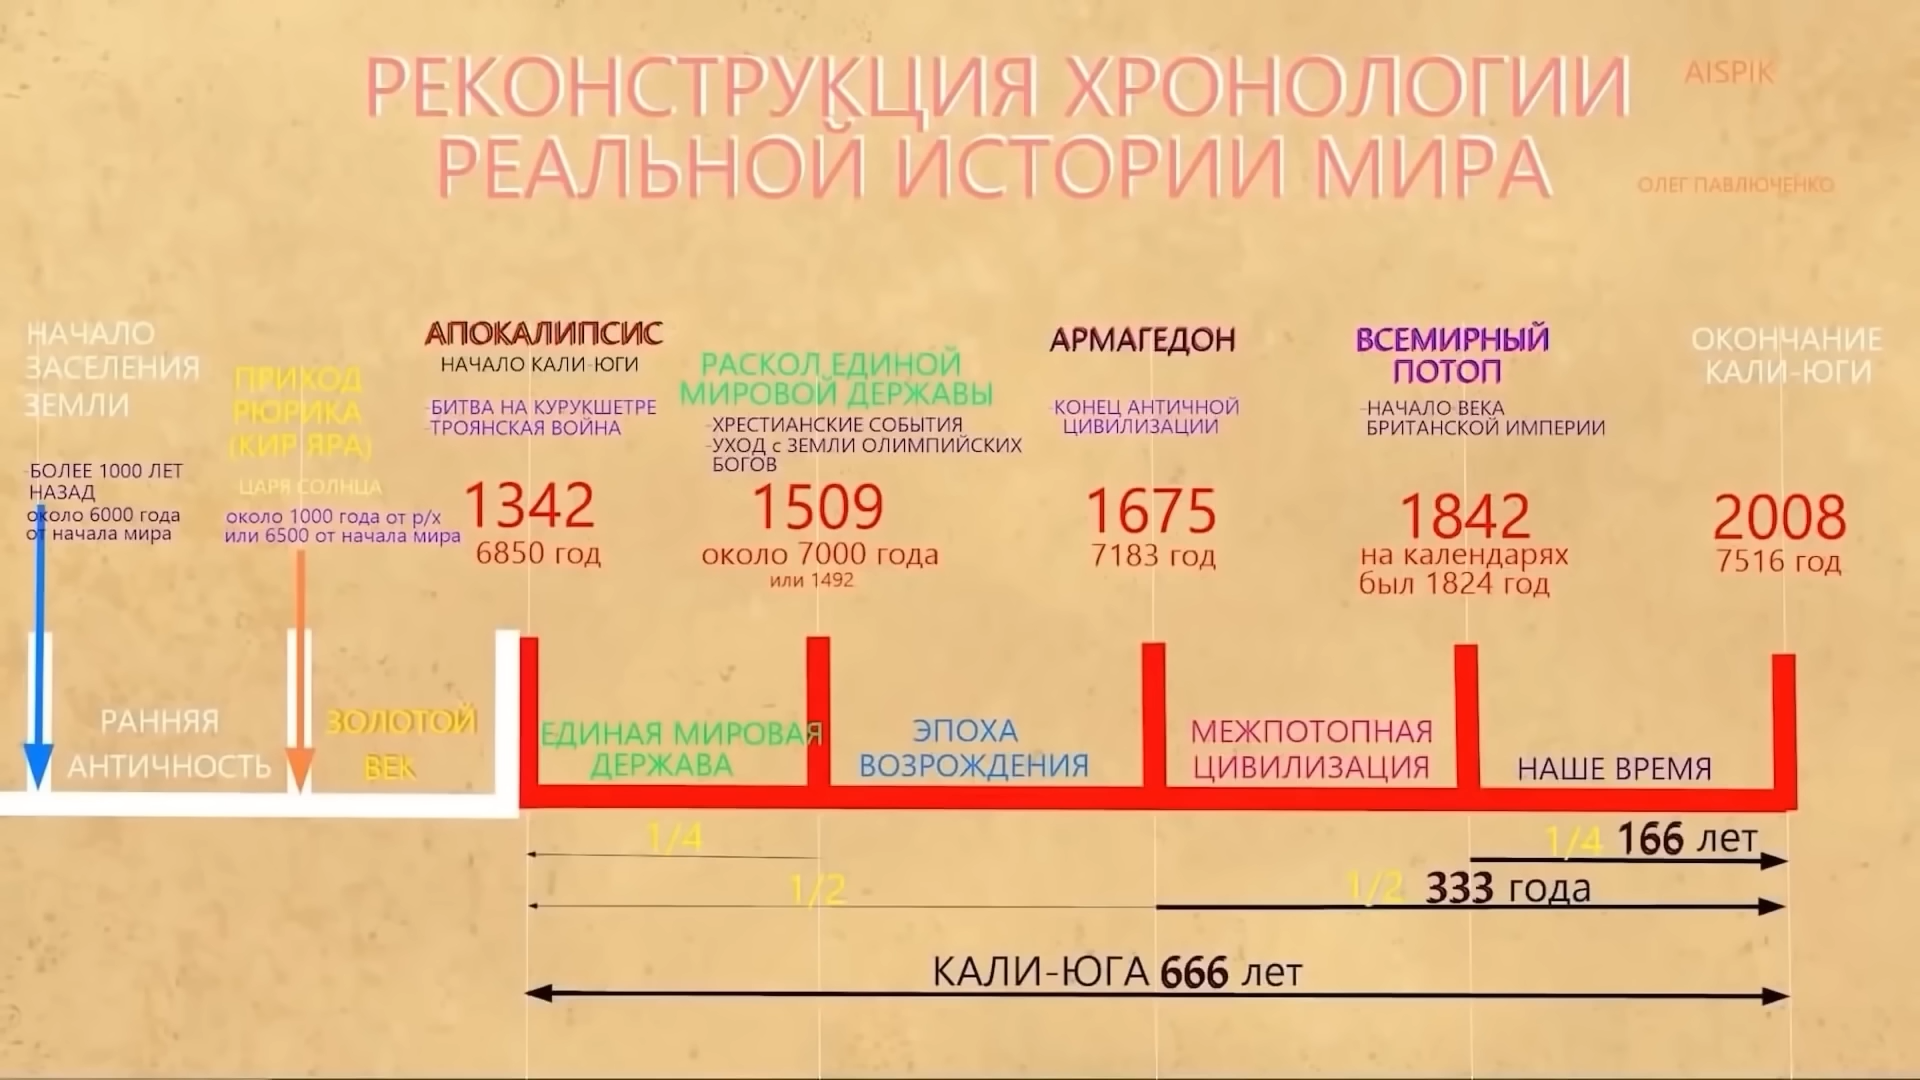 РЕКОНСТРУКЦИЯ ХРОНОЛОГИИ
РЕАЛЬНОЙ ИСТОРИИ МИРА
AISPIK
ОЛЕГ ПАВЛЮЧЕНКО
НАЧАЛО
ЗАСЕЛЕНИЯ
ЗЕМЛИ
-БОЛЕЕ 1000 ЛЕТ
НАЗАД
около 6000 года
от начала мира
ПРИХОД
РЮРИКА
(КИР ЯРА)
ЦАРЯ СОЛНЦА
около 1000 года от р/х
или 6500 от начала мира
АПОКАЛИПСИС
НАЧАЛО КАЛИ-ЮГИ
-БИТВА НА КУРУКШЕТРЕ
-ТРОЯНСКАЯ ВОЙНА
1342
6850 год
РАСКОЛ ЕДИНОЙ
МИРОВОЙ ДЕРЖАВЫ
-ХРЕСТИАНСКИЕ СОБЫТИЯ
-УХОД с ЗЕМЛИ ОЛИМПИЙСКИХ
БОГОВ
1509
около 7000 года
или 1492
АРМАГЕДОН
-КОНЕЦ АНТИЧНОЙ
ЦИВИЛИЗАЦИИ
1675
7183 год
ВСЕМИРНЫЙ
ПОТОП
-НАЧАЛО ВЕКА
БРИТАНСКОЙ ИМПЕРИИ
1842
на календарях
был 1824 год
ОКОНЧАНИЕ
КАЛИ-ЮГИ
2008
7516 год
РАННЯЯ
АНТИЧНОСТЬ
ЗОЛОТОЙ
ВЕК
ЕДИНАЯ МИРОВАЯ
ДЕРЖАВА
ЭПОХА
ВОЗРОЖДЕНИЯ
МЕЖПОТОПНАЯ
ЦИВИЛИЗАЦИЯ
НАШЕ ВРЕМЯ
1/4
1/4 166 лет
1/2
1/2 333 года
КАЛИ-ЮГА 666 лет